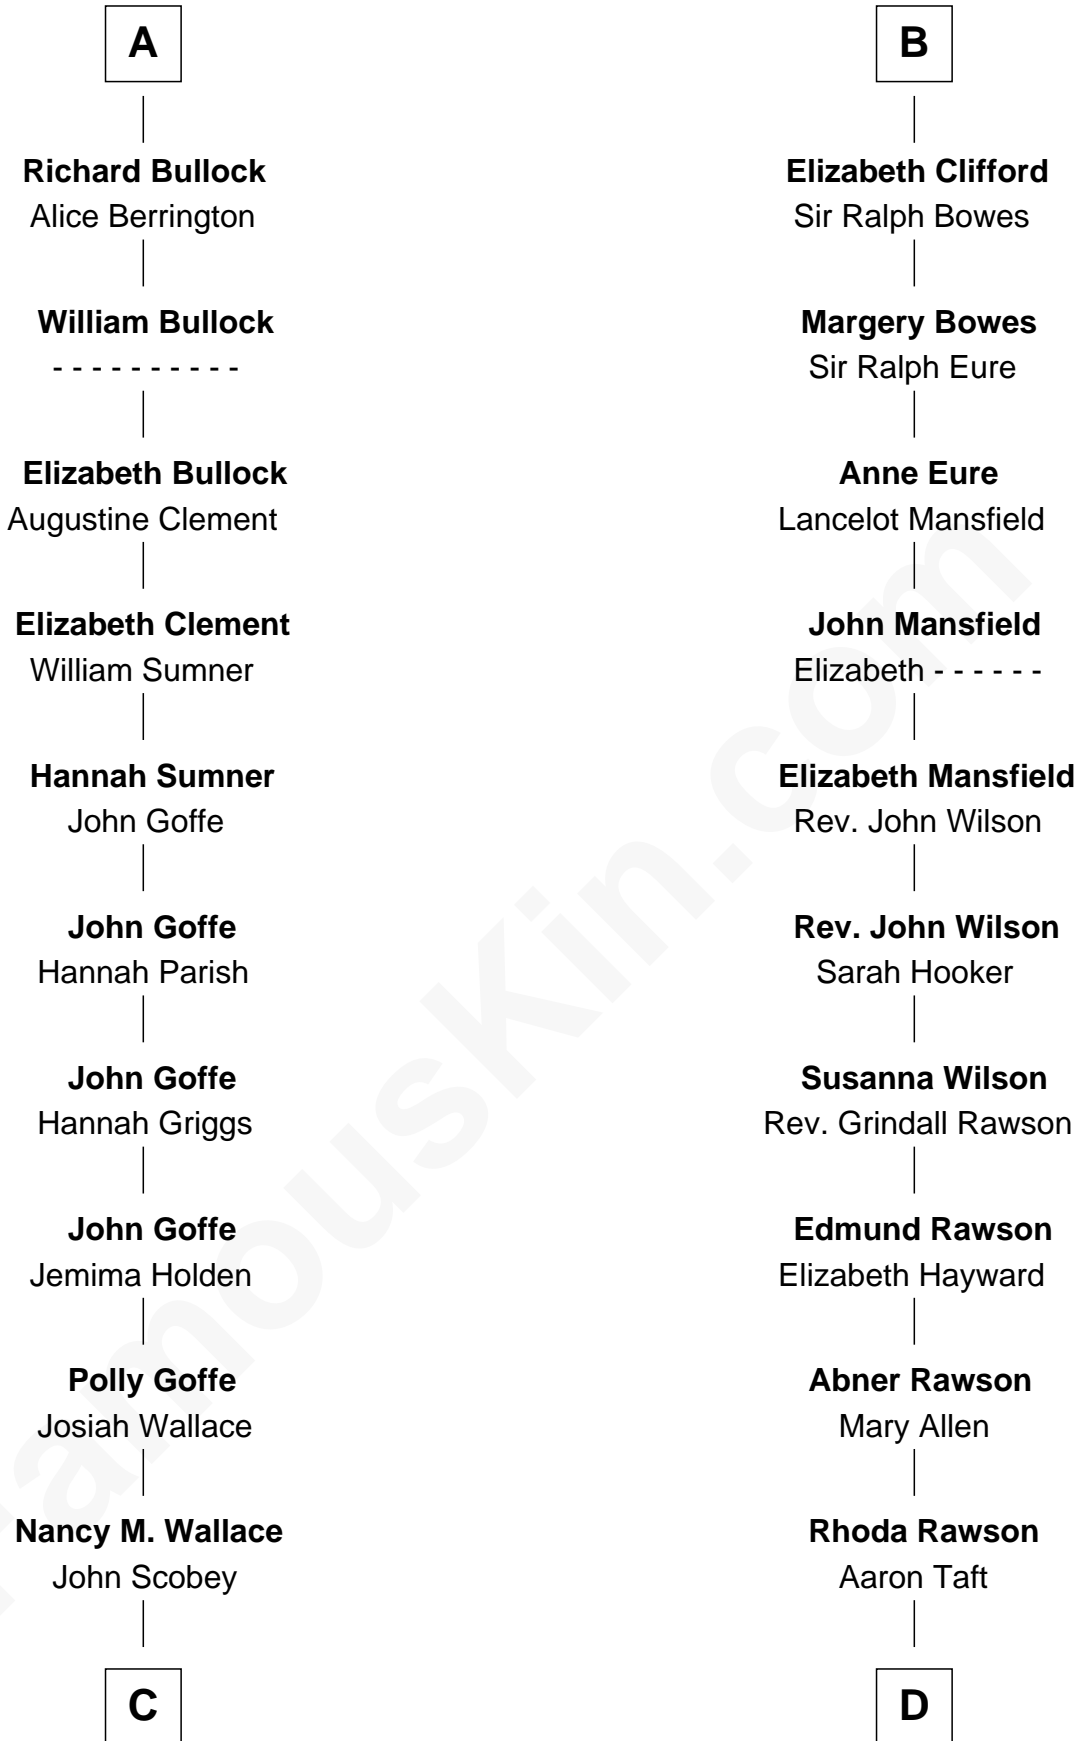 A
Richard Bullock
Alice Berrington
William Bullock
- - - - - - - - - -
Elizabeth Bullock
Augustine Clement
Elizabeth Clement
William Sumner
Hannah Sumner
John Goffe
John Goffe
Hannah Parish
John Goffe
Hannah Griggs
John Goffe
Jemima Holden
Polly Goffe
Josiah Wallace
Nancy M. Wallace
John Scobey
C
B
Elizabeth Clifford
Sir Ralph Bowes
Margery Bowes
Sir Ralph Eure
Anne Eure
Lancelot Mansfield
John Mansfield
Elizabeth - - - - - -
Elizabeth Mansfield
Rev. John Wilson
Rev. John Wilson
Sarah Hooker
Susanna Wilson
Rev. Grindall Rawson
Edmund Rawson
Elizabeth Hayward
Abner Rawson
Mary Allen
Rhoda Rawson
Aaron Taft
D
FamousKin.com